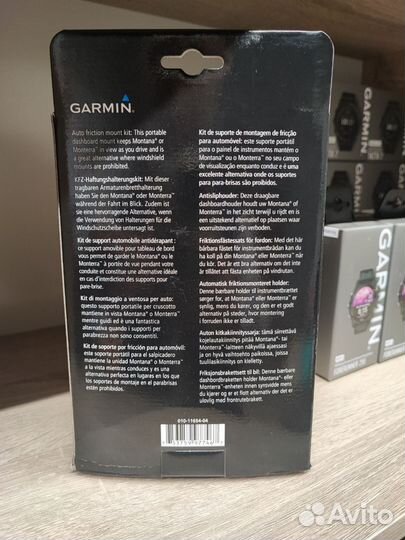 GARMIN
Auto friction mount kit: This portable
dashboard mount keeps Montana® or
Monterra™ in view as you drive and is
a great alternative where windshield
mounts are prohibited.
KFZ-Haftungshalterungskit: Mit dieser
tragbaren Armaturenbretthalterung
haben Sie den Montana® oder Monterra™
während der Fahrt im Blick. Zudem ist
sie eine hervorragende Alternative, wenn
die Verwendung von Halterungen für die
Windschutzscheibe untersagt ist.
Kit de support automobile antidérapant: ce
support amovible pour tableau de bord
vous permet de garder le Montana® ou le
Monterra™ à portée de vue pendant votre
conduite et constitue une alternative idéale
en cas d'interdiction des supports pour
pare-brise.
Kit di montaggio a ventosa per auto:
questo supporto portatile per cruscotto
mantiene in vista Montana® o Monterra™
mentre guidi ed è una fantastica
alternativa quando i supporti per il
parabrezza non sono consentiti.
Kit de soporte por fricción para automóvil:
este soporte portátil para el salpicadero
mantiene la unidad Montana® o Monterra™
a la vista mientras conduces y es una
alternativa perfecta en lugares en los que
los soportes de montaje en el parabrisas
están prohibidos.
Kit de suporte de montagem de fricção
para automóveis: este suporte portátil
para o painel de instrumentos mantém o
Montana® ou o Monterra™ no seu campo
de visualização enquanto conduz e é uma
excelente alternativa onde os suportes
para para-brisas são proibidos.
Antisliphouder: Deze draagbare
dashboardhouder houdt uw Montana® of
Monterra™ in het zicht terwijl u rijdt en is
een uitstekend alternatief op plaatsen waar
voorruitsteunen zijn verboden.
Friktionsfästessats för fordon: Med det här
bärbara fästet för instrumentbrädan kan du
ha koll på din Montana® eller Monterra™ när
du kör. Det är ett bra alternativ om det inte
är tillåtet att fästa enheten på vindrutan.
Automatisk friktionsmonteret holder:
Denne bærbare holder til instrumentbrættet
sørger for, at Montana® eller Monterra™ er
synlig, mens du kører, og er et godt alternativ
på steder, hvor montering på forruden
er forbudt.
Auton kitkakiinnityssarja: tämä siirrettävä
kojelautakiinnitys pitää Montana®- tai
Monterra™-laitteen näkyvillä ajaessasi
ja on hyvä vaihtoehto paikoissa, joissa
tuulilasikiinnitys on kielletty.
Friksjonsbrakettsett til bil: Denne bærbare
dashbordbraketten holder Montana®- eller
Monterra™-enheten innen synsvidde mens
du kjører og er et bra alternativ der det er
ulovlig med frontrutebrakett.
010-11654-04
GARMIN
GARMIN
GARMIN
Avito